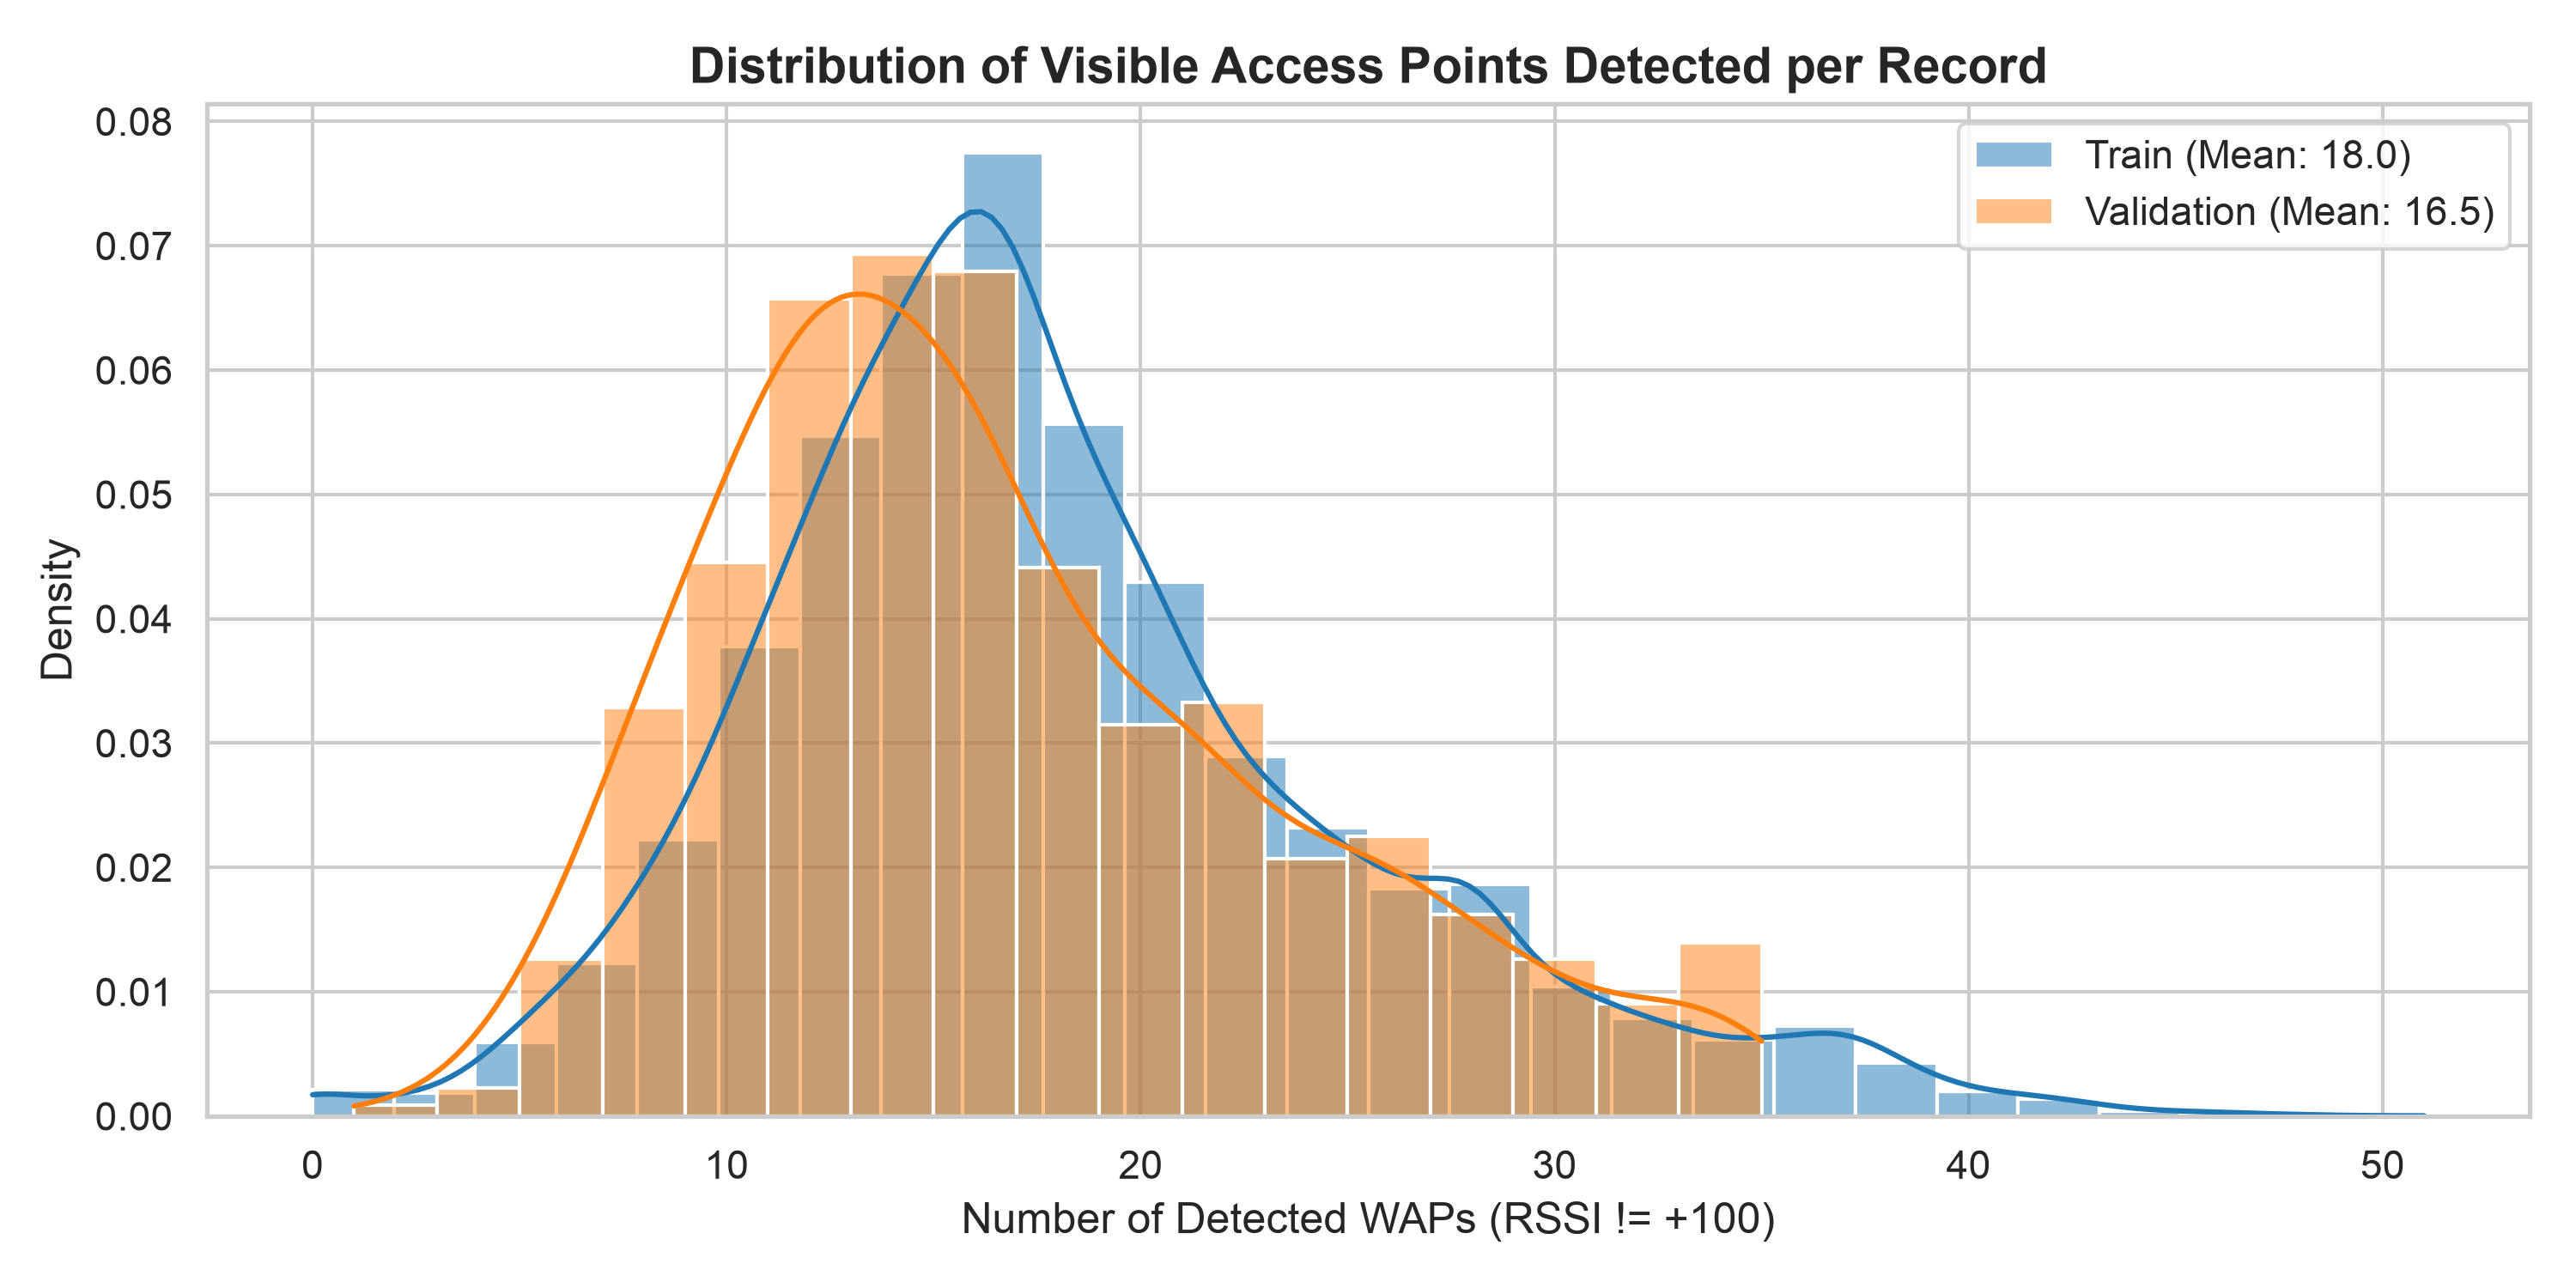 Distribution of Visible Access Points Detected per Record
Train (Mean: 18.0)
Validation (Mean: 16.5)
Density
0.08
0.07
0.06
0.05
0.04
0.03
0.02
0.01
0.00
0 10 20 30 40 50
Number of Detected WAPs (RSSI != +100)